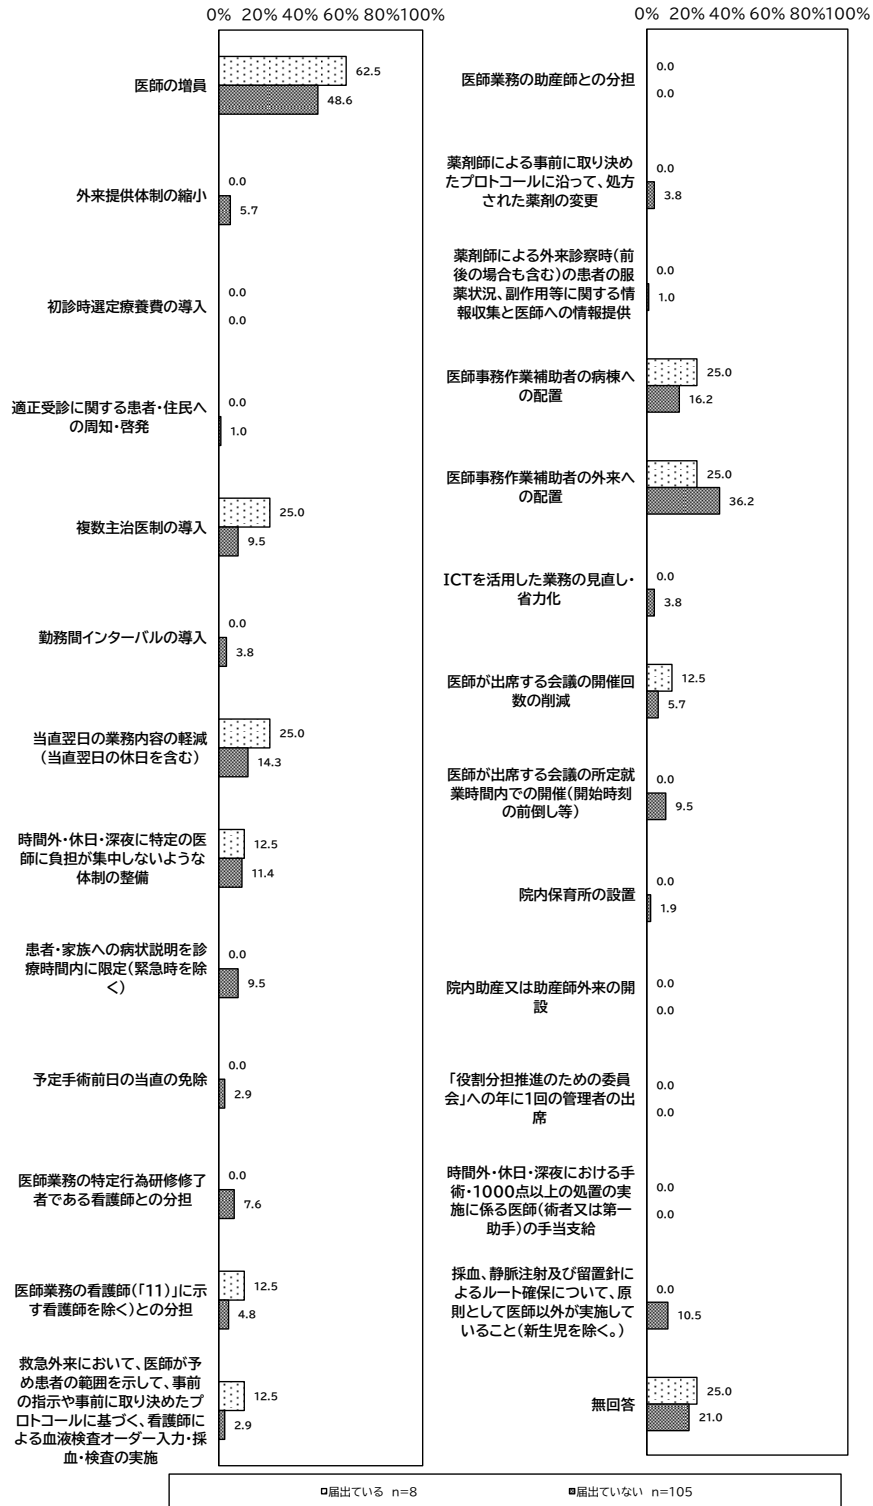 0% 20% 40% 60% 80%100%
医師の増員
62.5
48.6
外来提供体制の縮小
0.0
5.7
初診時選定療養費の導入
0.0
0.0
適正受診に関する患者・住民へ
の周知・啓発
0.0
1.0
複数主治医制の導入
25.0
9.5
勤務間インターバルの導入
0.0
3.8
当直翌日の業務内容の軽減
(当直翌日の休日を含む)
25.0
14.3
時間外・休日・深夜に特定の医
師に負担が集中しないような
体制の整備
12.5
11.4
患者・家族への病状説明を診
療時間内に限定(緊急時を除
く)
0.0
9.5
予定手術前日の当直の免除
0.0
2.9
医師業務の特定行為研修修了
者である看護師との分担
0.0
7.6
医師業務の看護師(「11)」に示
す看護師を除く)との分担
12.5
4.8
救急外来において、医師が予
め患者の範囲を示して、事前
の指示や事前に取り決めたプ
ロトコールに基づく、看護師によ
る血液検査オーダー入力・採
血・検査の実施
12.5
2.9
0% 20% 40% 60% 80%100%
医師業務の助産師との分担
0.0
0.0
薬剤師による事前に取り決め
たプロトコールに沿って、処方
された薬剤の変更
0.0
3.8
薬剤師による外来診察時(前
後の場合も含む)の患者の服
薬状況、副作用等に関する情
報収集と医師への情報提供
0.0
1.0
医師事務作業補助者の病棟へ
の配置
25.0
16.2
医師事務作業補助者の外来へ
の配置
25.0
36.2
ICTを活用した業務の見直し・
省力化
0.0
3.8
医師が出席する会議の開催回
数の削減
12.5
5.7
医師が出席する会議の所定就
業時間内での開催(開始時刻
の前倒し等)
0.0
9.5
院内保育所の設置
0.0
1.9
院内助産又は助産師外来の開
設
0.0
0.0
「役割分担推進のための委員
会」への年に1回の管理者の出
席
0.0
0.0
時間外・休日・深夜における手
術・1000点以上の処置の実
施に係る医師(術者又は第一
助手)の手当支給
0.0
0.0
採血、静脈注射及び留置針に
よるルート確保について、原
則として医師以外が実施して
いること(新生児を除く。)
0.0
10.5
無回答
25.0
21.0
届出ている n=8
届出ていない n=105